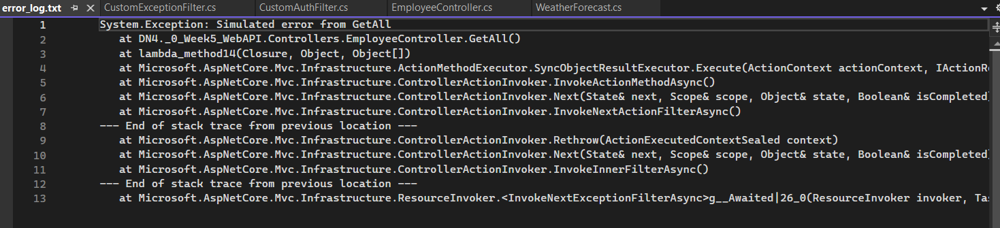 error_log.txt CustomExceptionFilter.cs CustomAuthFilter.cs EmployeeController.cs WeatherForecast.cs
1 System.Exception: Simulated error from GetAll
2 at DN4._0_Week5_WebAPI.Controllers.EmployeeController.GetAll()
3 at lambda_method14(Closure, Object, Object[])
4 at Microsoft.AspNetCore.Mvc.Infrastructure.ActionMethodExecutor.SyncObjectResultExecutor.Execute(ActionContext actionContext, IActionRe
5 at Microsoft.AspNetCore.Mvc.Infrastructure.ControllerActionInvoker.InvokeActionMethodAsync()
6 at Microsoft.AspNetCore.Mvc.Infrastructure.ControllerActionInvoker.Next(State& next, Scope& scope, Object& state, Boolean& isCompleted)
7 at Microsoft.AspNetCore.Mvc.Infrastructure.ControllerActionInvoker.InvokeNextActionFilterAsync()
8 --- End of stack trace from previous location ---
9 at Microsoft.AspNetCore.Mvc.Infrastructure.ControllerActionInvoker.Rethrow(ActionExecutedContextSealed context)
10 at Microsoft.AspNetCore.Mvc.Infrastructure.ControllerActionInvoker.Next(State& next, Scope& scope, Object& state, Boolean& isCompleted)
11 at Microsoft.AspNetCore.Mvc.Infrastructure.ControllerActionInvoker.InvokeInnerFilterAsync()
12 --- End of stack trace from previous location ---
13 at Microsoft.AspNetCore.Mvc.Infrastructure.ResourceInvoker.<InvokeNextExceptionFilterAsync>g__Awaited|26_0(ResourceInvoker invoker, Tas